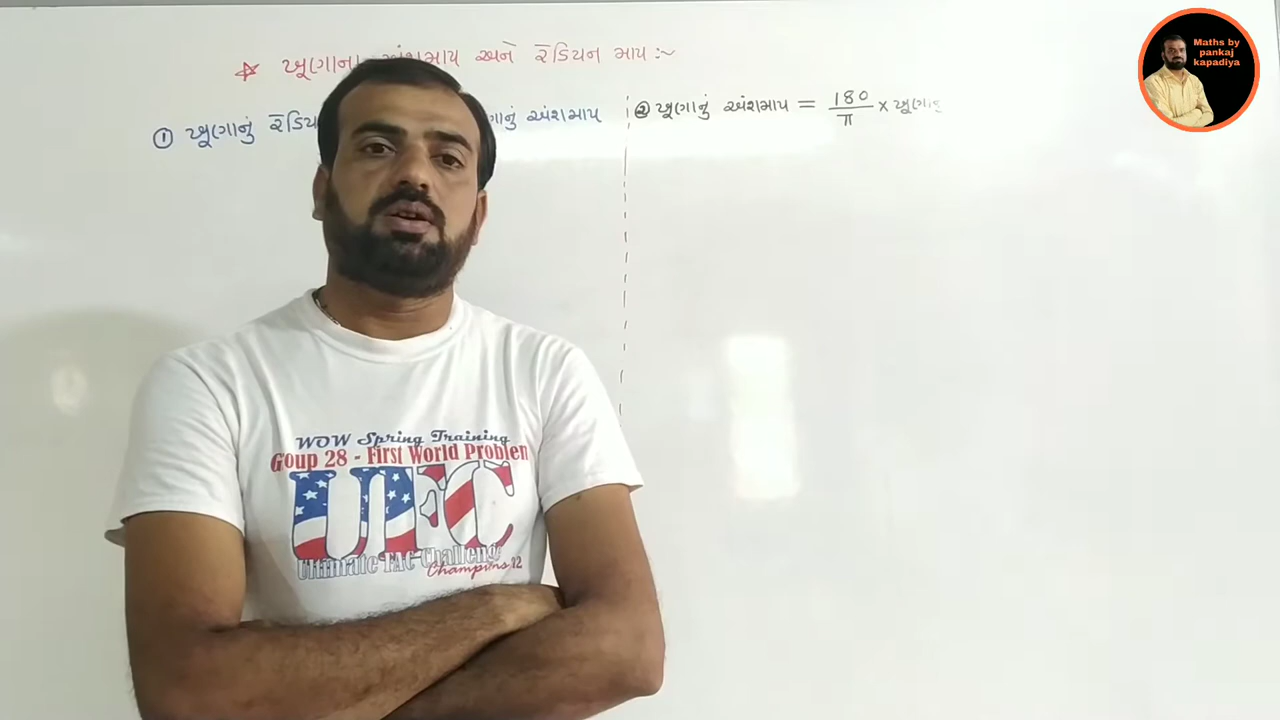 ખૂણાના અંશમાપ અને રેડિયન માપ :~
① ખૂણાનું અંશમાપ
② ખૂણાનું અંશમાપ = 180/π × ખૂણાનું
Maths by
pankaj
kapadiya
WOW Spring Training
Goup 28 - First World Problem
UFC
Ultimate FAC Challenge
Champions 12